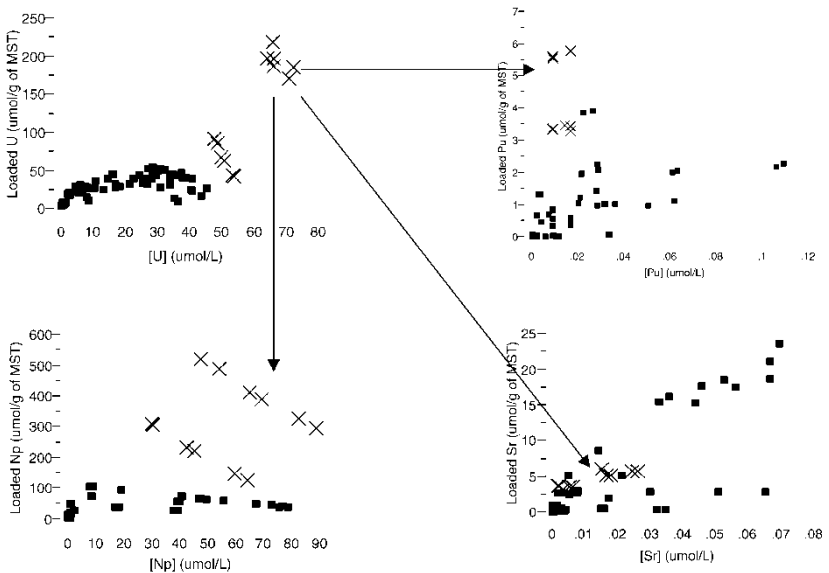 250
200
150
100
50
0
Loaded U (umol/g of MST)
0 10 20 30 40 50 60 70 80
[U] (umol/L)
7
6
5
4
3
2
1
0
Loaded Pu (umol/g of MST)
0 .02 .04 .06 .08 .1 .12
[Pu] (umol/L)
600
500
400
300
200
100
0
Loaded Np (umol/g of MST)
0 10 20 30 40 50 60 70 80 90
[Np] (umol/L)
25
20
15
10
5
0
Loaded Sr (umol/g of MST)
0 .01 .02 .03 .04 .05 .06 .07 .08
[Sr] (umol/L)